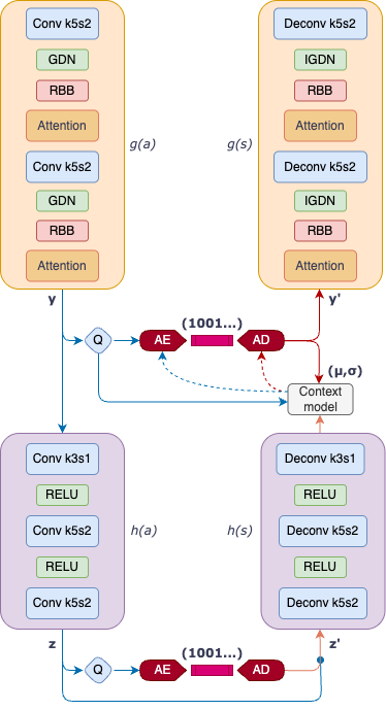 Conv k5s2
GDN
RBB
Attention
Conv k5s2
GDN
RBB
Attention
g(a)
Deconv k5s2
IGDN
RBB
Attention
Deconv k5s2
IGDN
RBB
Attention
g(s)
y
y'
Q
AE
(1001...)
AD
(μ,σ)
Context
model
Conv k3s1
RELU
Conv k5s2
RELU
Conv k5s2
h(a)
Deconv k3s1
RELU
Deconv k5s2
RELU
Deconv k5s2
h(s)
z
z'
Q
AE
(1001...)
AD